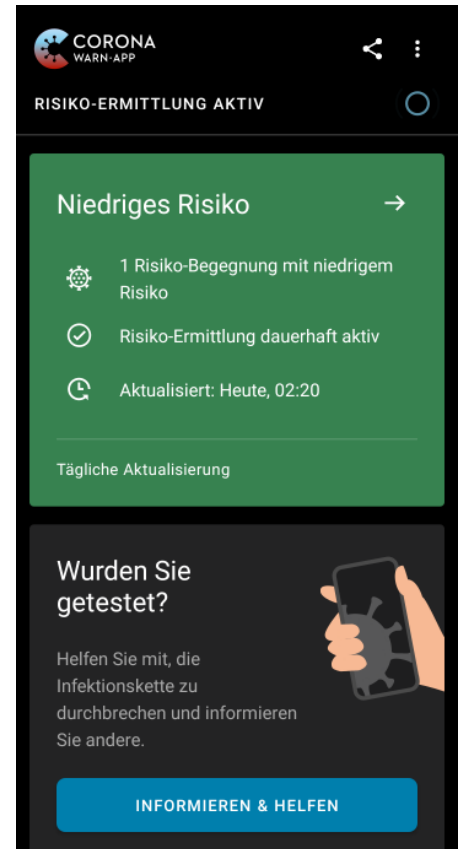 CORONA
WARN-APP
RISIKO-ERMITTLUNG AKTIV
Niedriges Risiko
1 Risiko-Begegnung mit niedrigem
Risiko
Risiko-Ermittlung dauerhaft aktiv
Aktualisiert: Heute, 02:20
Tägliche Aktualisierung
Wurden Sie
getestet?
Helfen Sie mit, die
Infektionskette zu
durchbrechen und informieren
Sie andere.
INFORMIEREN & HELFEN